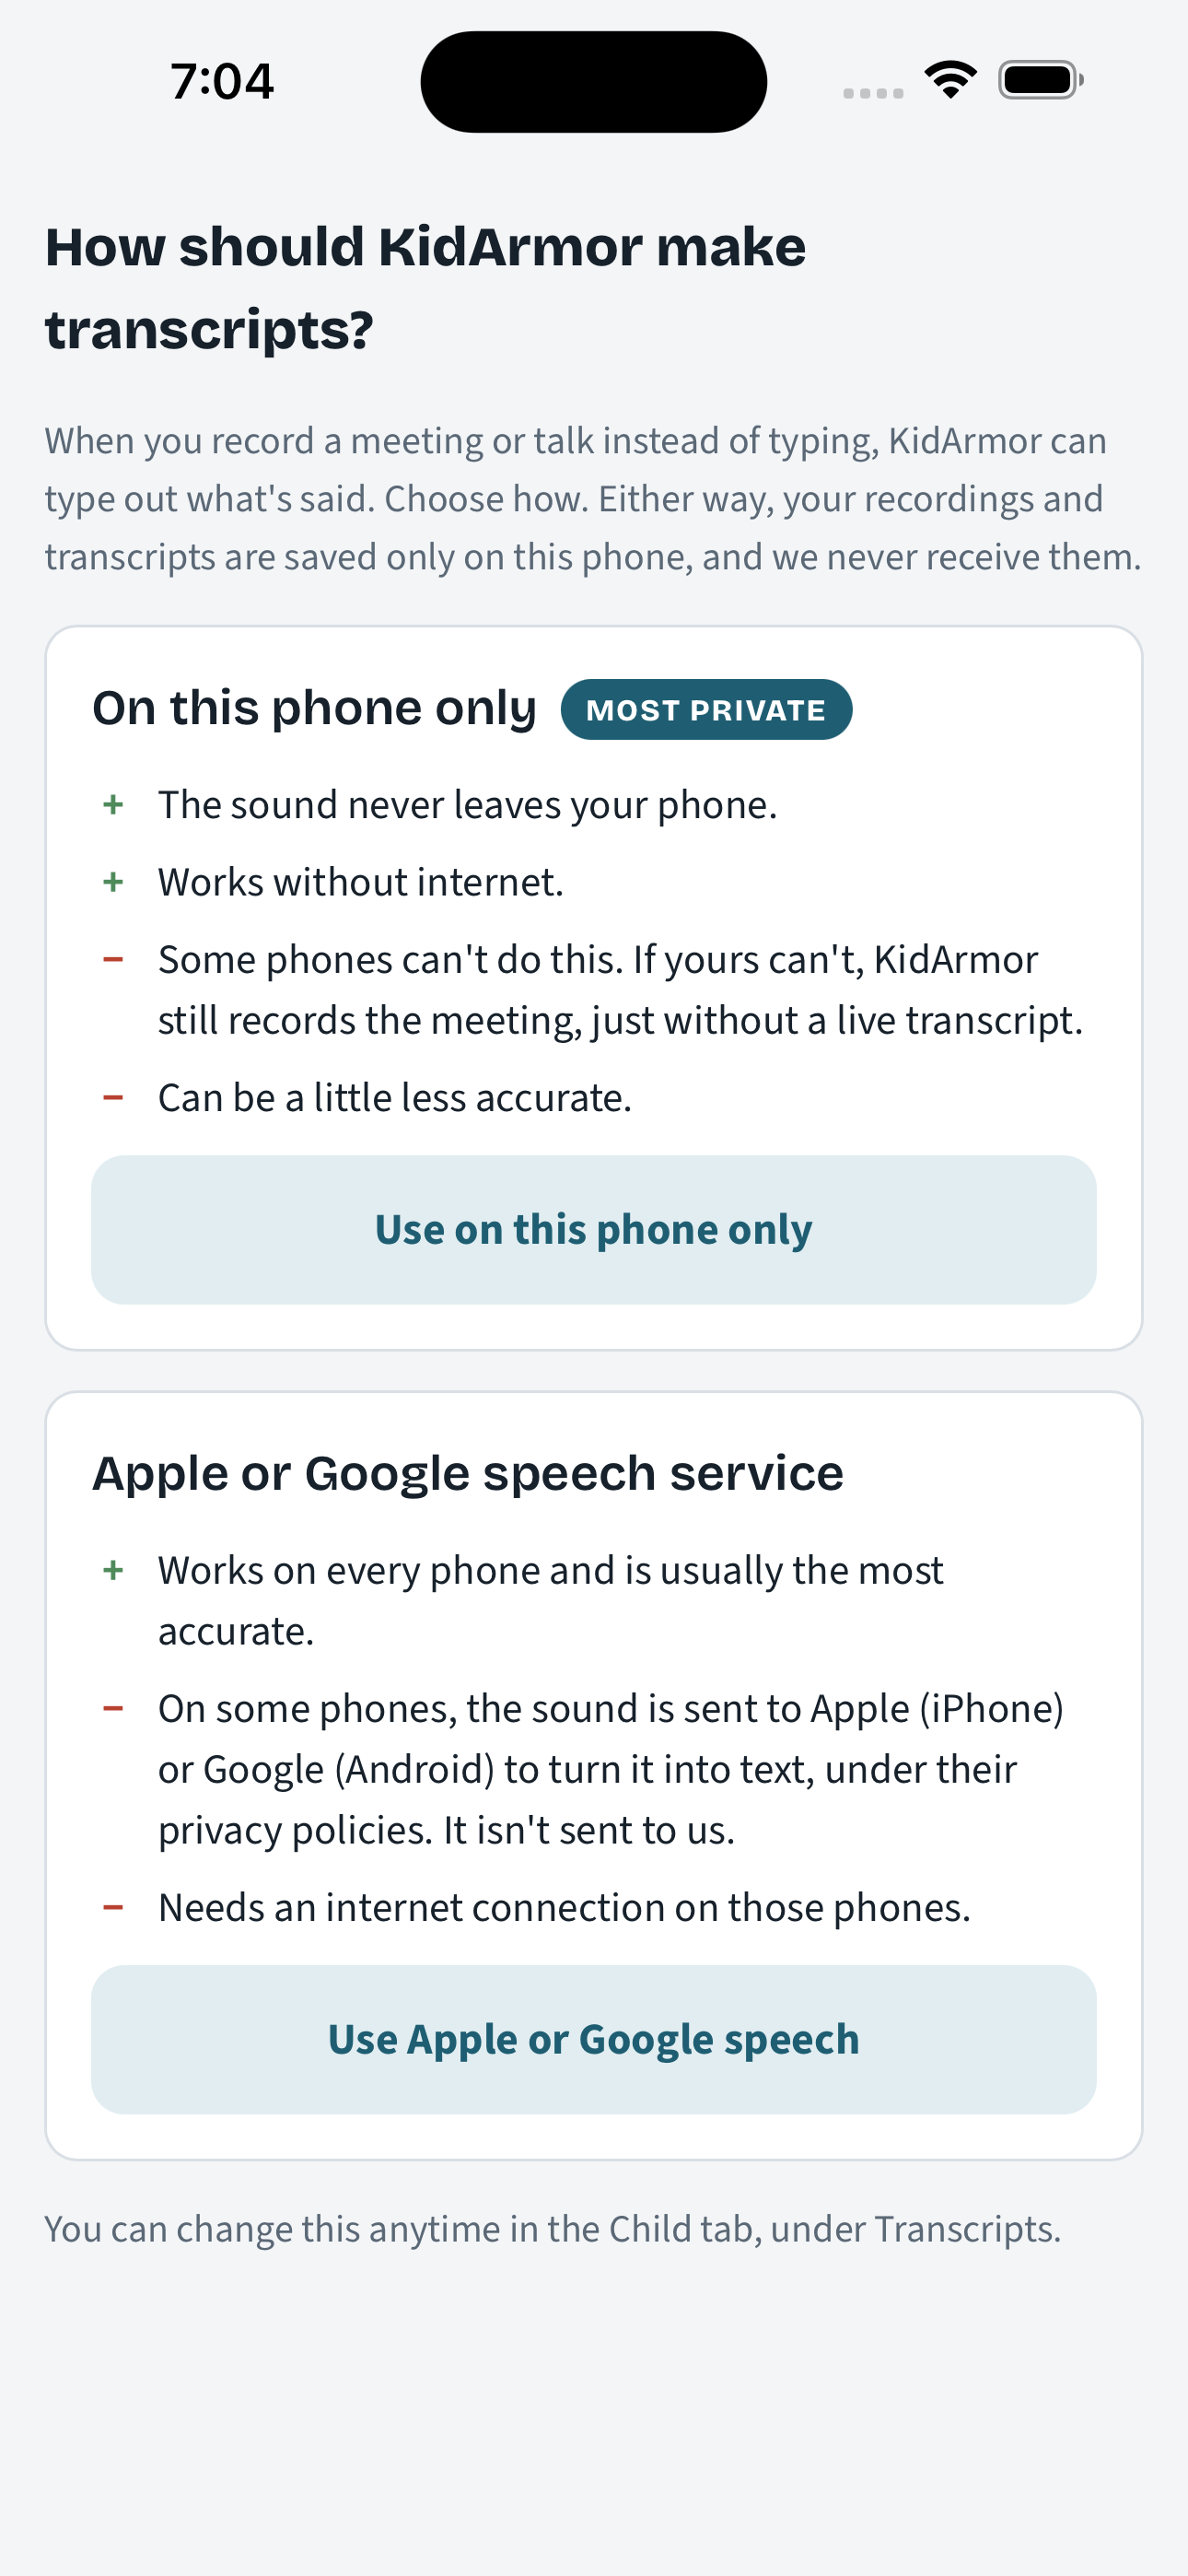 7:04
How should KidArmor make
transcripts?
When you record a meeting or talk instead of typing, KidArmor can
type out what's said. Choose how. Either way, your recordings and
transcripts are saved only on this phone, and we never receive them.
On this phone only MOST PRIVATE
+ The sound never leaves your phone.
+ Works without internet.
− Some phones can't do this. If yours can't, KidArmor
still records the meeting, just without a live transcript.
− Can be a little less accurate.
Use on this phone only
Apple or Google speech service
+ Works on every phone and is usually the most
accurate.
− On some phones, the sound is sent to Apple (iPhone)
or Google (Android) to turn it into text, under their
privacy policies. It isn't sent to us.
− Needs an internet connection on those phones.
Use Apple or Google speech
You can change this anytime in the Child tab, under Transcripts.